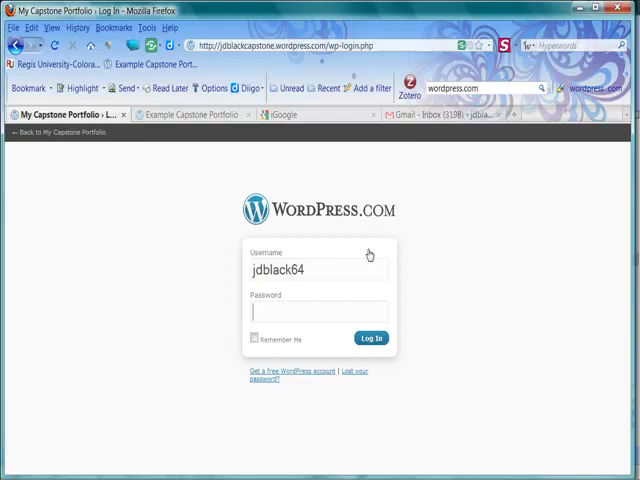 My Capstone Portfolio › Log In - Mozilla Firefox
File Edit View History Bookmarks Tools Help
http://jdblackcapstone.wordpress.com/wp-login.php
Hyperwords
Regis University-Colora... Example Capstone Port...
Bookmark Highlight Send Read Later Options Diigo Unread Recent Add a filter Zotero wordpress.com wordpress com
My Capstone Portfolio › L... Example Capstone Portfolio iGoogle Gmail - Inbox (3198) - jdbla...
← Back to My Capstone Portfolio
WORDPRESS.COM
Username
jdblack64
Password
Remember Me
Log In
Get a free WordPress account | Lost your
password?